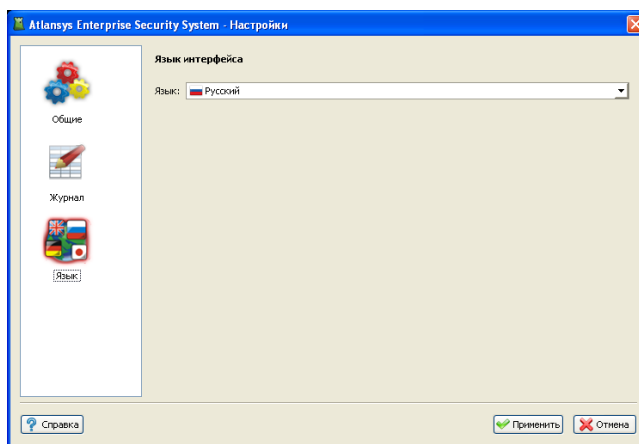 Atlansys Enterprise Security System - Настройки
Общие
Журнал
Язык
Язык интерфейса
Язык: Русский
Справка
Применить
Отмена